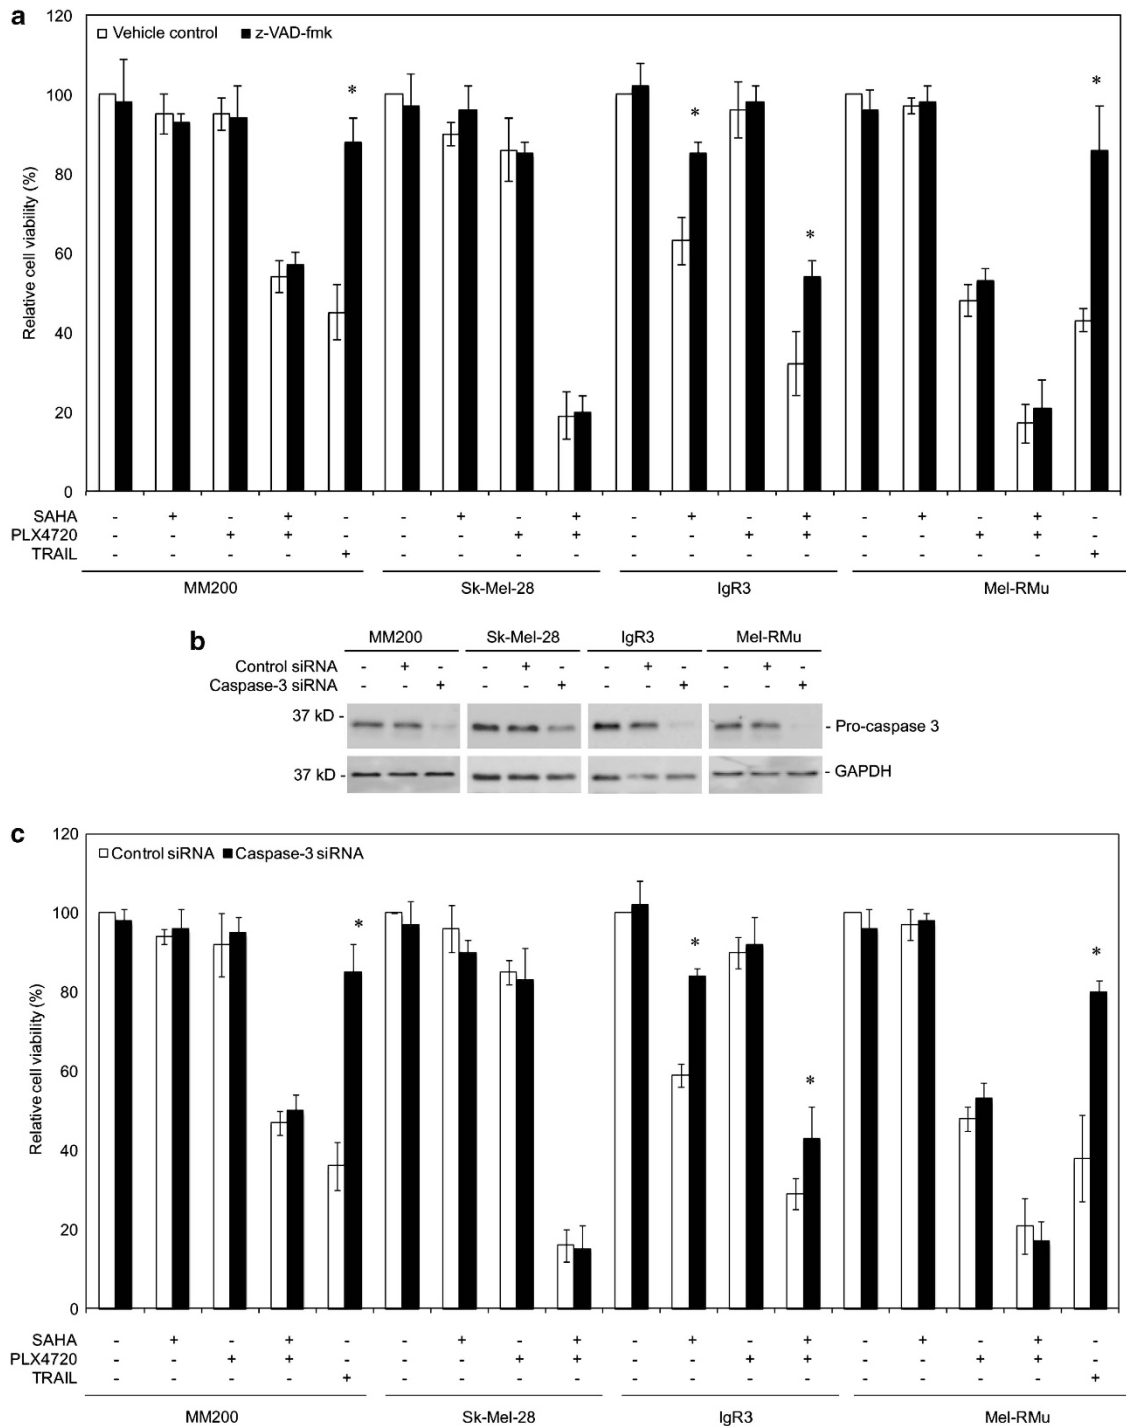 a
120
□ Vehicle control ■ z-VAD-fmk
* * * *
100
80
60
40
20
0
Relative cell viability (%)
SAHA - + - + - - + - + - + - + - + - + -
PLX4720 - - + + - - - + + - - + + - - + + -
TRAIL - - - - + - - - - - - - - - - - - +
MM200 Sk-Mel-28 IgR3 Mel-RMu
b
MM200 Sk-Mel-28 IgR3 Mel-RMu
Control siRNA - + - - + - - + - - + -
Caspase-3 siRNA - - + - - + - - + - - +
37 kD - - Pro-caspase 3
37 kD - - GAPDH
c
120
□ Control siRNA ■ Caspase-3 siRNA
* * * *
100
80
60
40
20
0
Relative cell viability (%)
SAHA - + - + - - + - + - + - + - + - + -
PLX4720 - - + + - - - + + - - + + - - + + -
TRAIL - - - - + - - - - - - - - - - - - +
MM200 Sk-Mel-28 IgR3 Mel-RMu